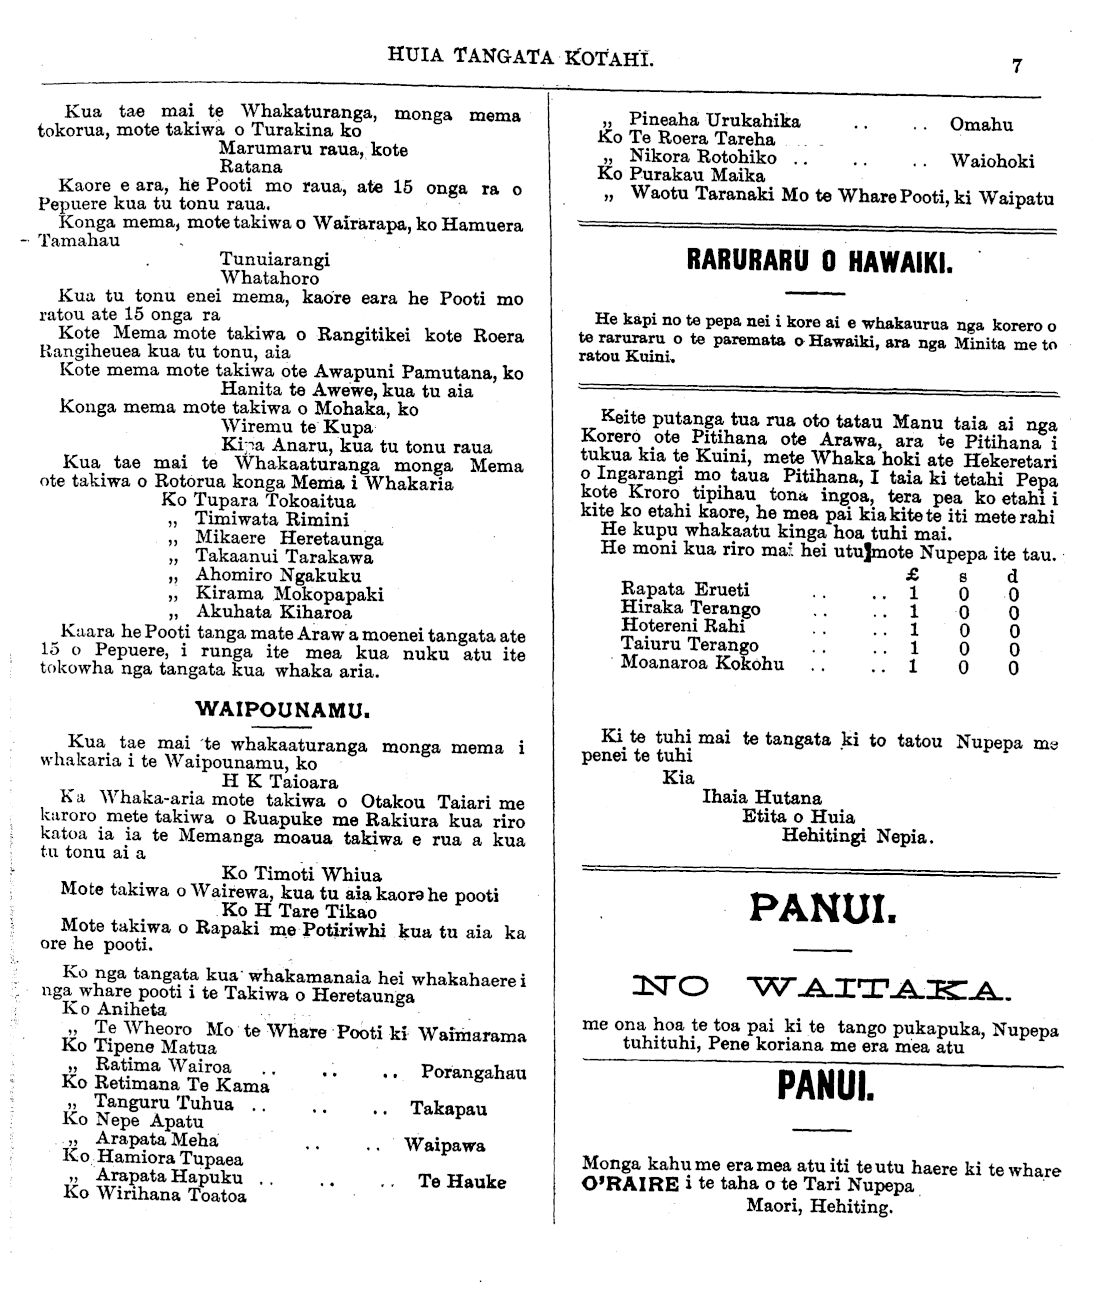 HUIA TANGATA KOTAHI.
7
Kua tae mai te Whakaturanga, monga mema
tokorua, mote takiwa o Turakina ko
Marumaru raua, kote
Ratana
Kaore e ara, he Pooti mo raua, ate 15 onga ra o
Pepuere kua tu tonu raua.
Konga mema, mote takiwa o Wairarapa, ko Hamuera
Tamahau
Tunuiarangi
Whatahoro
Kua tu tonu enei mema, kaore eara he Pooti mo
ratou ate 15 onga ra
Kote Mema mote takiwa o Rangitikei kote Roera
Rangiheuea kua tu tonu, aia
Kote mema mote takiwa ote Awapuni Pamutana, ko
Hanita te Awewe, kua tu aia
Konga mema mote takiwa o Mohaka, ko
Wiremu te Kupa
Kipa Anaru, kua tu tonu raua
Kua tae mai te Whakaaturanga monga Mema
ote takiwa o Rotorua konga Mema i Whakaria
Ko Tupara Tokoaitua
„ Timiwata Rimini
„ Mikaere Heretaunga
„ Takaanui Tarakawa
„ Ahomiro Ngakuku
„ Kirama Mokopapaki
„ Akuhata Kiharoa
Kaara he Pooti tanga mate Araw a moenei tangata ate
15 o Pepuere, i runga ite mea kua nuku atu ite
tokowha nga tangata kua whaka aria.
WAIPOUNAMU.
Kua tae mai te whakaaturanga monga mema i
whakaria i te Waipounamu, ko
H K Taioara
Ka Whaka-aria mote takiwa o Otakou Taiari me
karoro mete takiwa o Ruapuke me Rakiura kua riro
katoa ia ia te Memanga moaua takiwa e rua a kua
tu tonu ai a
Ko Timoti Whiua
Mote takiwa o Wairewa, kua tu aia kaore he pooti
Ko H Tare Tikao
Mote takiwa o Rapaki me Potiriwhi kua tu aia ka
ore he pooti.
Ko nga tangata kua whakamanaia hei whakahaere i
nga whare pooti i te Takiwa o Heretaunga
Ko Aniheta
„ Te Wheoro Mo te Whare Pooti ki Waimarama
Ko Tipene Matua
„ Ratima Wairoa .. .. .. Porangahau
Ko Retimana Te Kama
„ Tanguru Tuhua .. .. .. Takapau
Ko Nepe Apatu
„ Arapata Meha .. .. Waipawa
Ko Hamiora Tupaea
„ Arapata Hapuku .. .. .. Te Hauke
Ko Wirihana Toatoa
„ Pineaha Urukahika .. .. Omahu
Ko Te Roera Tareha
„ Nikora Rotohiko .. .. .. Waiohoki
Ko Purakau Maika
„ Waotu Taranaki Mo te Whare Pooti, ki Waipatu
RARURARU O HAWAIKI.
He kapi no te pepa nei i kore ai e whakaurua nga korero o
te raruraru o te paremata o Hawaiki, ara nga Minita me to
ratou Kuini.
Keite putanga tua rua oto tatau Manu taia ai nga
Korero ote Pitihana ote Arawa, ara te Pitihana i
tukua kia te Kuini, mete Whaka hoki ate Hekeretari
o Ingarangi mo taua Pitihana, I taia ki tetahi Pepa
kote Kroro tipihau tona ingoa, tera pea ko etahi i
kite ko etahi kaore, he mea pai kia kite te iti mete rahi
He kupu whakaatu kinga hoa tuhi mai.
He moni kua riro mai hei utu mote Nupepa ite tau.
£ s d
Rapata Erueti .. .. 1 0 0
Hiraka Terango .. .. 1 0 0
Hotereni Rahi .. .. 1 0 0
Taiuru Terango .. .. 1 0 0
Moanaroa Kokohu .. .. 1 0 0
Ki te tuhi mai te tangata ki to tatou Nupepa me
penei te tuhi
Kia
Ihaia Hutana
Etita o Huia
Hehitingi Nepia.
PANUI.
NO WAITAKA.
me ona hoa te toa pai ki te tango pukapuka, Nupepa
tuhituhi, Pene koriana me era mea atu
PANUI.
Monga kahu me era mea atu iti te utu haere ki te whare
O'RAIRE i te taha o te Tari Nupepa
Maori, Hehiting.